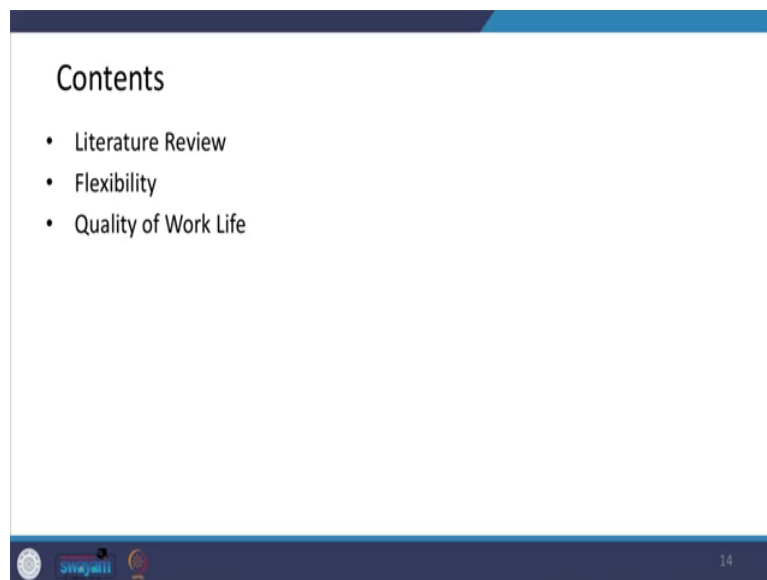 Contents
• Literature Review
• Flexibility
• Quality of Work Life
swayam
14